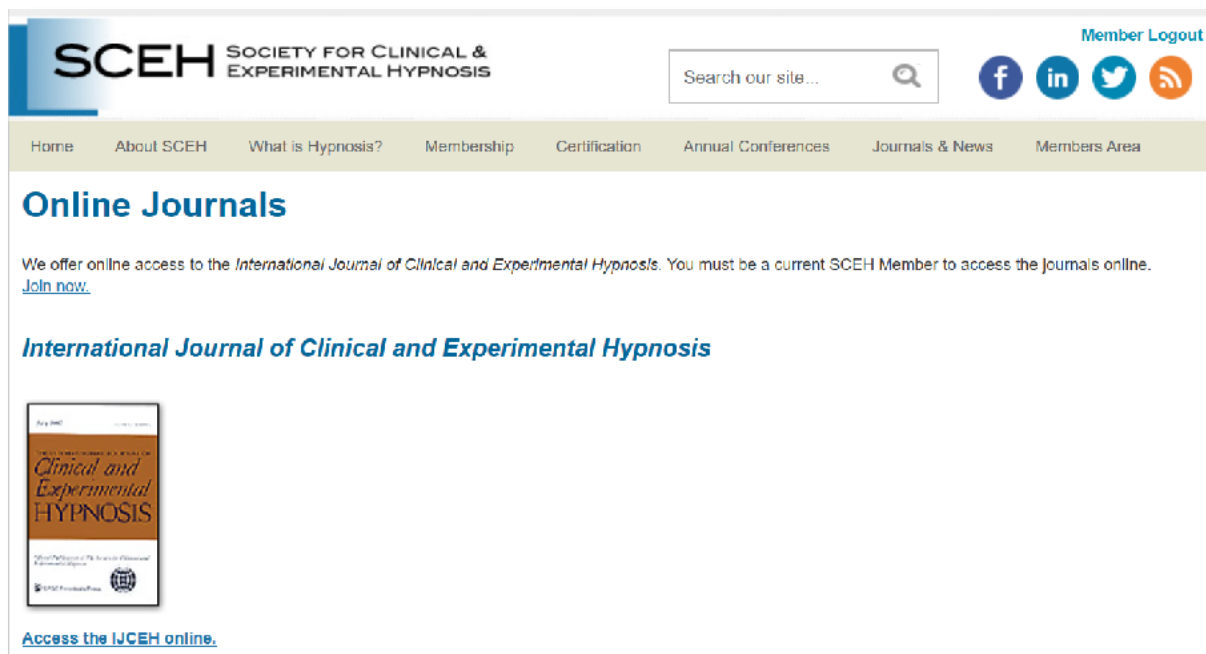 Member Logout
SCEH SOCIETY FOR CLINICAL &
EXPERIMENTAL HYPNOSIS
Search our site...
f
in
Home About SCEH What is Hypnosis? Membership Certification Annual Conferences Journals & News Members Area
Online Journals
We offer online access to the International Journal of Clinical and Experimental Hypnosis. You must be a current SCEH Member to access the journals online.
Join now.
International Journal of Clinical and Experimental Hypnosis
Clinical and
Experimental
HYPNOSIS
Access the IJCEH online.